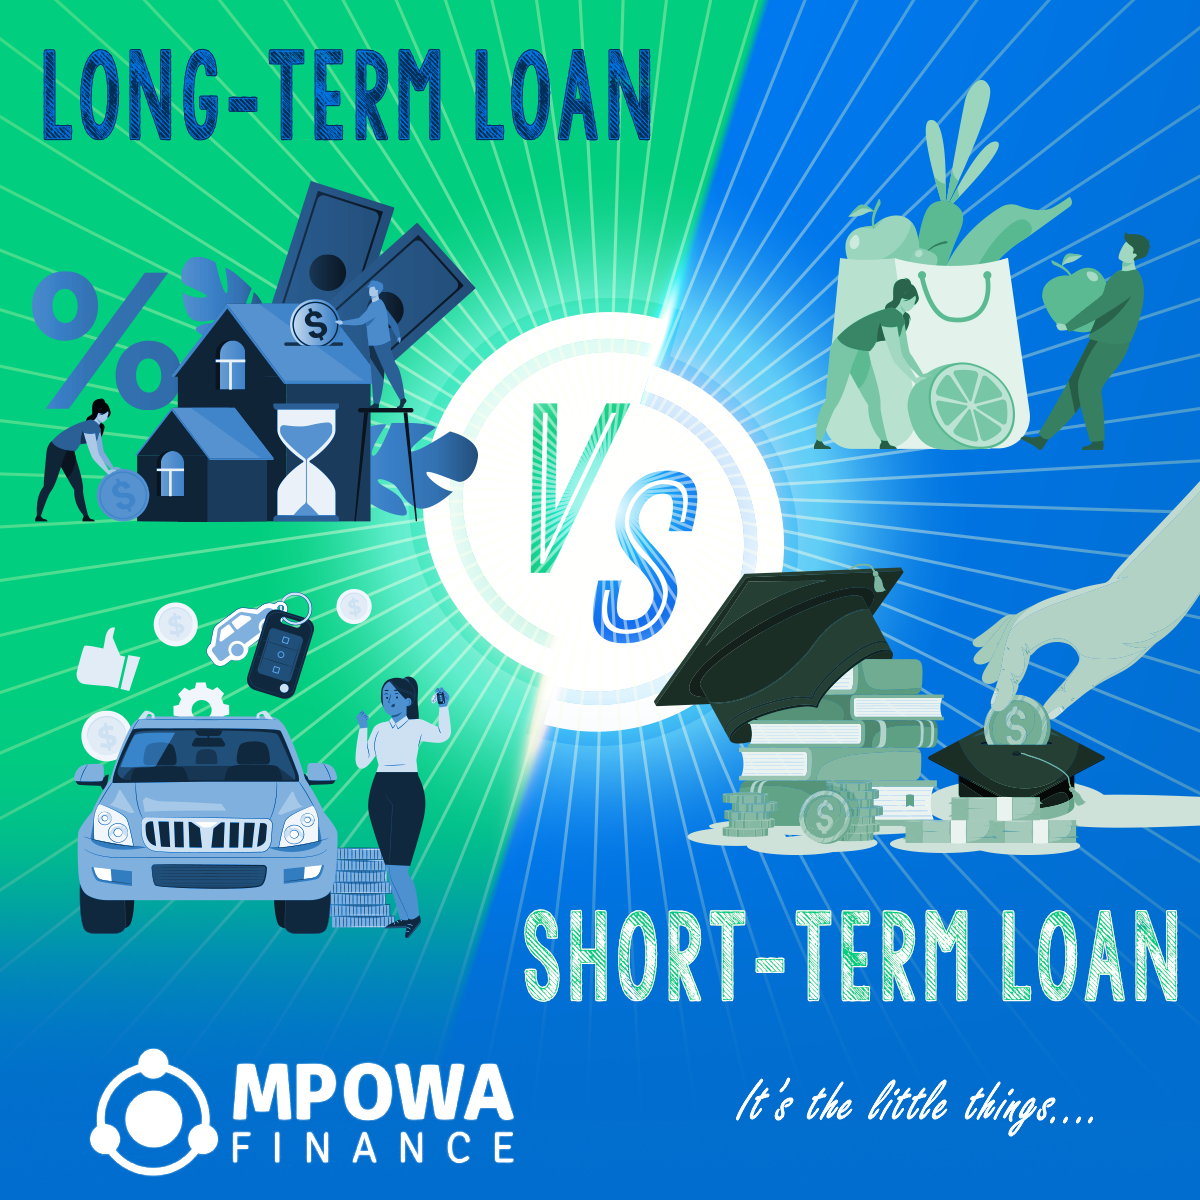 LONG-TERM LOAN
%
$
VS
$
$
$
$
$
$
SHORT-TERM LOAN
MPOWA
FINANCE
It's the little things....